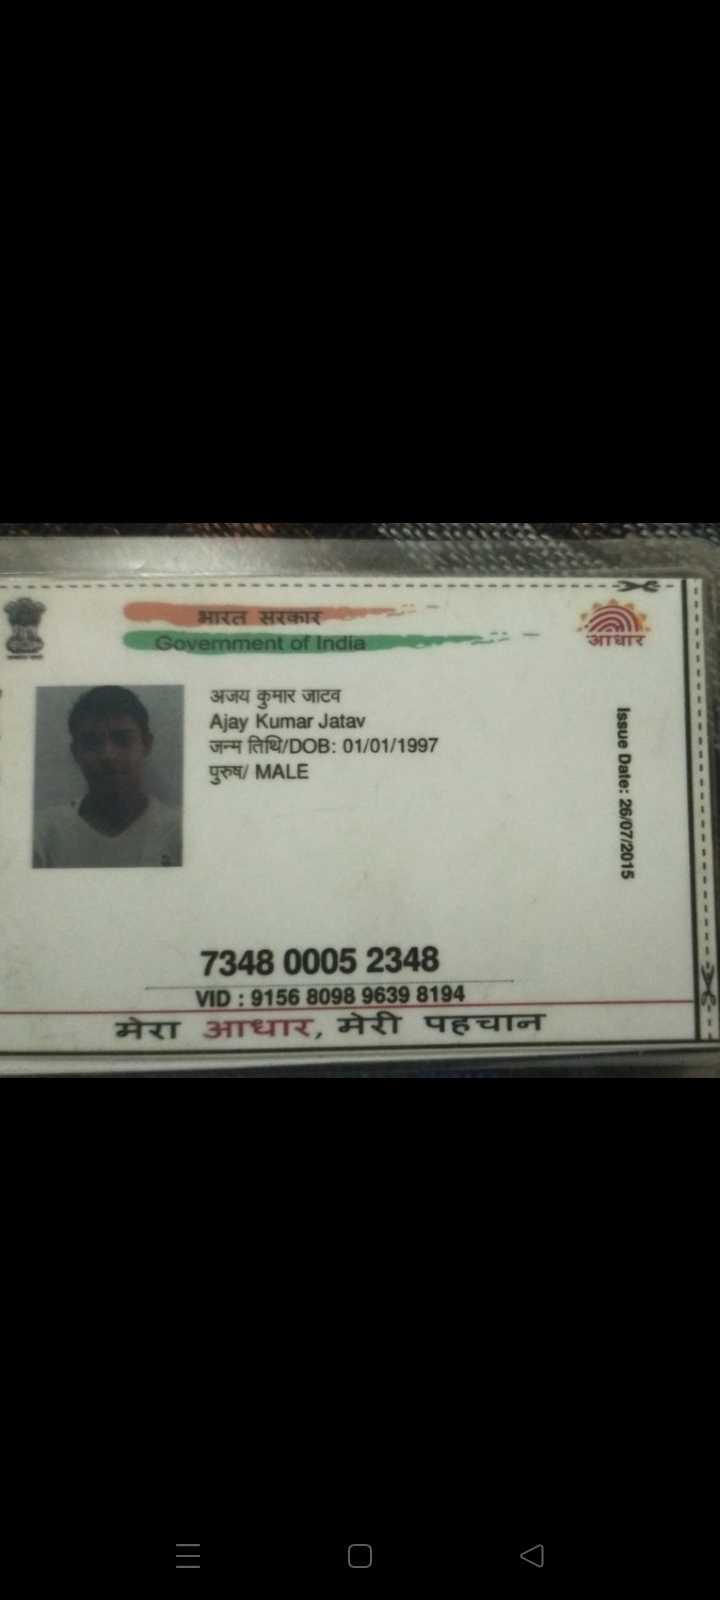 भारत सरकार
Government of India
आधार
अजय कुमार जाटव
Ajay Kumar Jatav
जन्म तिथि/DOB: 01/01/1997
पुरुष/ MALE
Issue Date: 26/07/2015
7348 0005 2348
VID : 9156 8098 9639 8194
मेरा आधार, मेरी पहचान